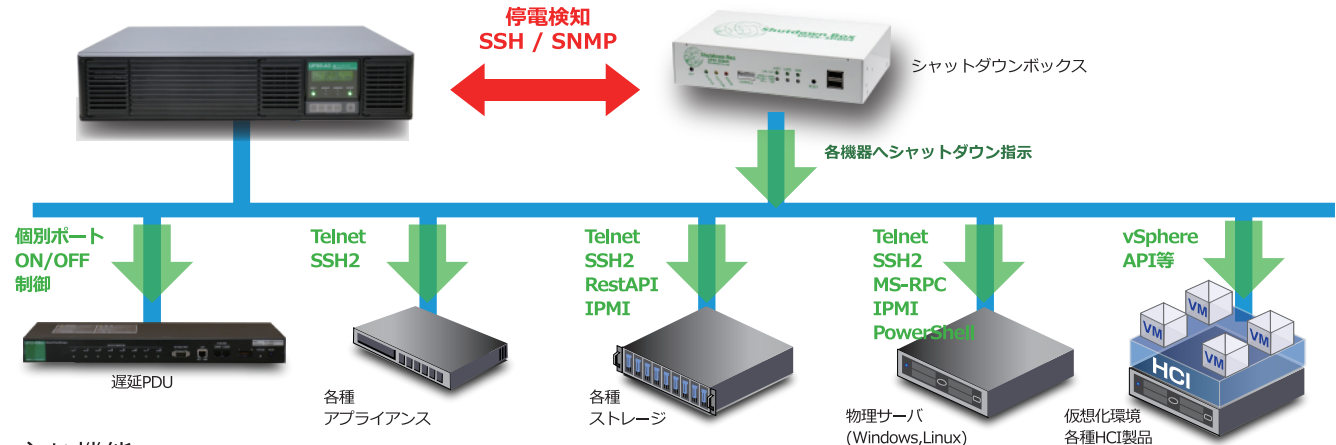 停電検知
SSH / SNMP
Shutdown Box
シャットダウンボックス
各機器へシャットダウン指示
個別ポート
ON/OFF
制御
Telnet
SSH2
Telnet
SSH2
RestAPI
IPMI
Telnet
SSH2
MS-RPC
IPMI
PowerShell
vSphere
API等
VM
VM
VM
VM
HCI
遅延PDU
各種
アプライアンス
各種
ストレージ
物理サーバ
(Windows,Linux)
仮想化環境
各種HCI製品